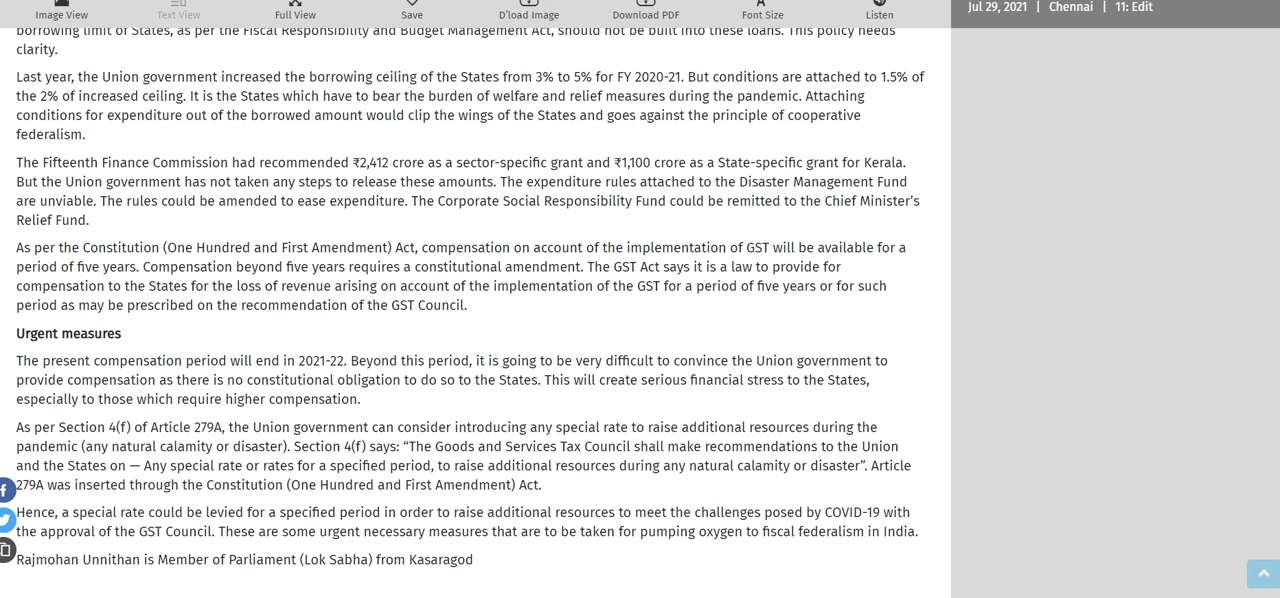 Image View
Text View
Full View
Save
D'load Image
Download PDF
Font Size
Listen
Jul 29, 2021 | Chennai | 11: Edit
borrowing limit of States, as per the Fiscal Responsibility and Budget Management Act, should not be built into these loans. This policy needs
clarity.
Last year, the Union government increased the borrowing ceiling of the States from 3% to 5% for FY 2020-21. But conditions are attached to 1.5% of
the 2% of increased ceiling. It is the States which have to bear the burden of welfare and relief measures during the pandemic. Attaching
conditions for expenditure out of the borrowed amount would clip the wings of the States and goes against the principle of cooperative
federalism.
The Fifteenth Finance Commission had recommended ₹2,412 crore as a sector-specific grant and ₹1,100 crore as a State-specific grant for Kerala.
But the Union government has not taken any steps to release these amounts. The expenditure rules attached to the Disaster Management Fund
are unviable. The rules could be amended to ease expenditure. The Corporate Social Responsibility Fund could be remitted to the Chief Minister's
Relief Fund.
As per the Constitution (One Hundred and First Amendment) Act, compensation on account of the implementation of GST will be available for a
period of five years. Compensation beyond five years requires a constitutional amendment. The GST Act says it is a law to provide for
compensation to the States for the loss of revenue arising on account of the implementation of the GST for a period of five years or for such
period as may be prescribed on the recommendation of the GST Council.
Urgent measures
The present compensation period will end in 2021-22. Beyond this period, it is going to be very difficult to convince the Union government to
provide compensation as there is no constitutional obligation to do so to the States. This will create serious financial stress to the States,
especially to those which require higher compensation.
As per Section 4(f) of Article 279A, the Union government can consider introducing any special rate to raise additional resources during the
pandemic (any natural calamity or disaster). Section 4(f) says: “The Goods and Services Tax Council shall make recommendations to the Union
and the States on — Any special rate or rates for a specified period, to raise additional resources during any natural calamity or disaster”. Article
279A was inserted through the Constitution (One Hundred and First Amendment) Act.
Hence, a special rate could be levied for a specified period in order to raise additional resources to meet the challenges posed by COVID-19 with
the approval of the GST Council. These are some urgent necessary measures that are to be taken for pumping oxygen to fiscal federalism in India.
Rajmohan Unnithan is Member of Parliament (Lok Sabha) from Kasaragod